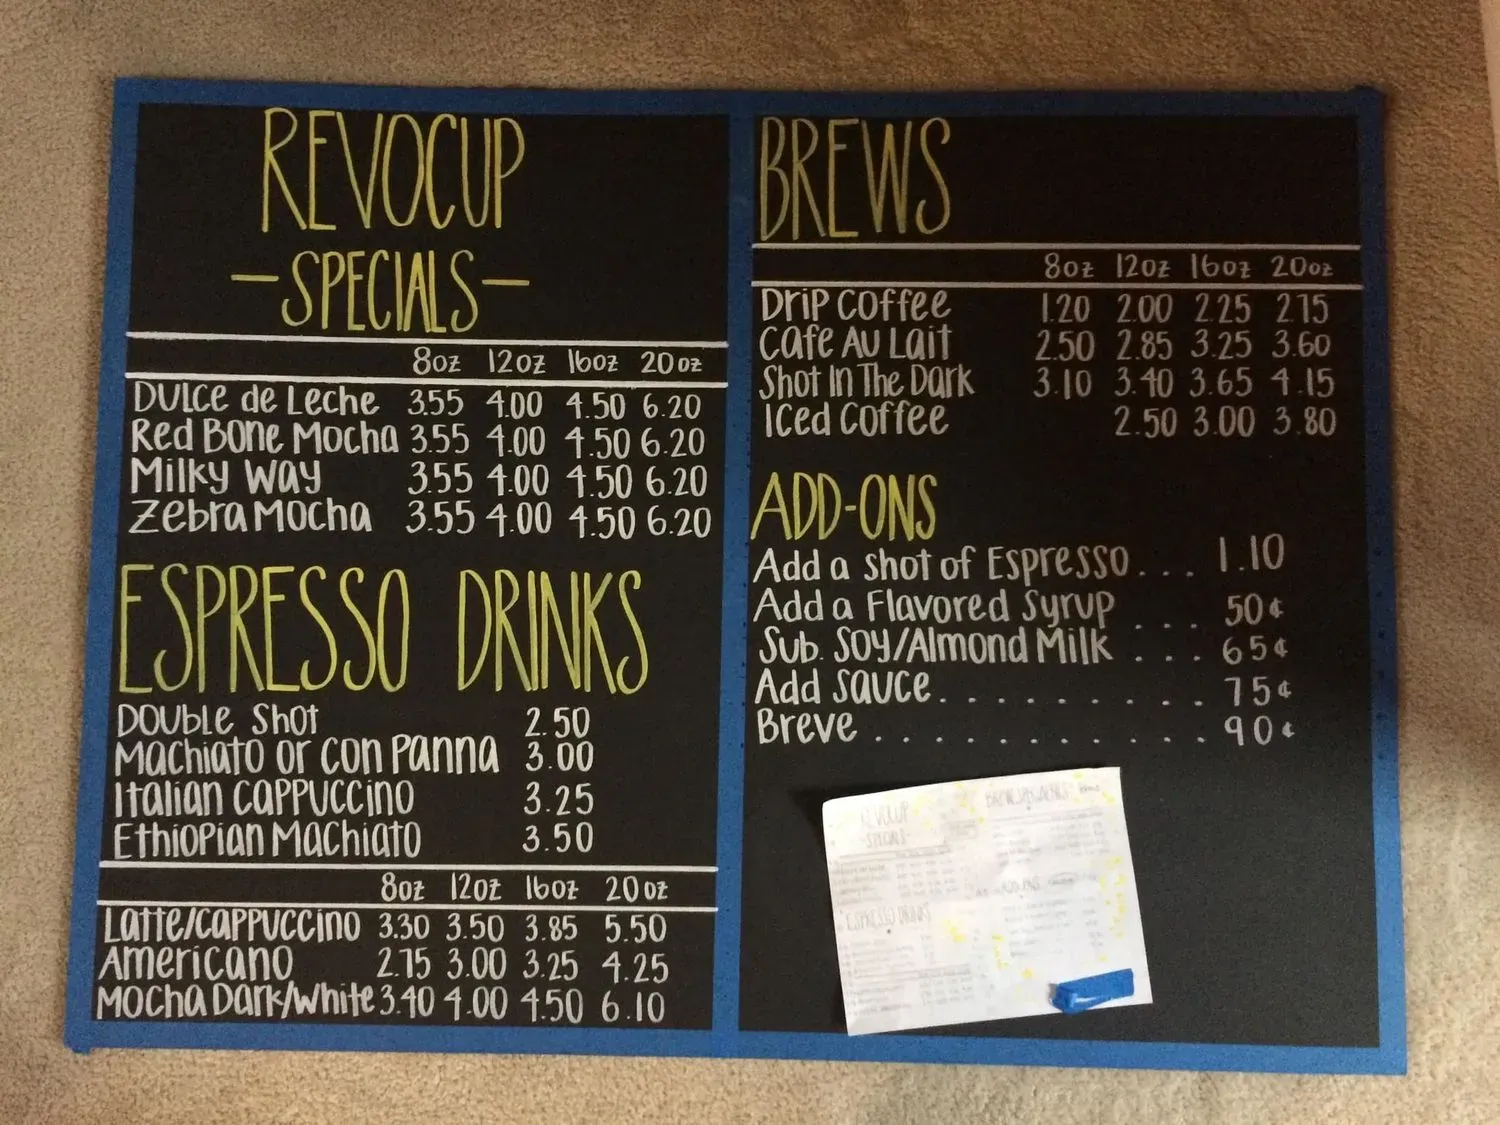 REVOCUP
-SPECIALS-
8oz 12oz 16oz 20oz
Dulce de Leche 3.55 4.00 4.50 6.20
Red Bone Mocha 3.55 4.00 4.50 6.20
Milky Way 3.55 4.00 4.50 6.20
Zebra Mocha 3.55 4.00 4.50 6.20
ESPRESSO DRINKS
Double Shot 2.50
Machiato or Con Panna 3.00
Italian Cappuccino 3.25
Ethiopian Machiato 3.50
8oz 12oz 16oz 20oz
Latte/Cappuccino 3.30 3.50 3.85 5.50
Americano 2.75 3.00 3.25 4.25
Mocha Dark/White 3.40 4.00 4.50 6.10
BREWS
8oz 12oz 16oz 20oz
Drip Coffee 1.20 2.00 2.25 2.75
Cafe Au Lait 2.50 2.85 3.25 3.60
Shot In The Dark 3.10 3.40 3.65 4.15
Iced Coffee 2.50 3.00 3.80
ADD-ONS
Add a shot of Espresso... 1.10
Add a Flavored Syrup ... 50¢
Sub. Soy/Almond Milk ... 65¢
Add Sauce.......... 75¢
Breve ............ 90¢
REVOCUP
-SPECIALS-
ADD-ONS
ESPRESSO DRINKS